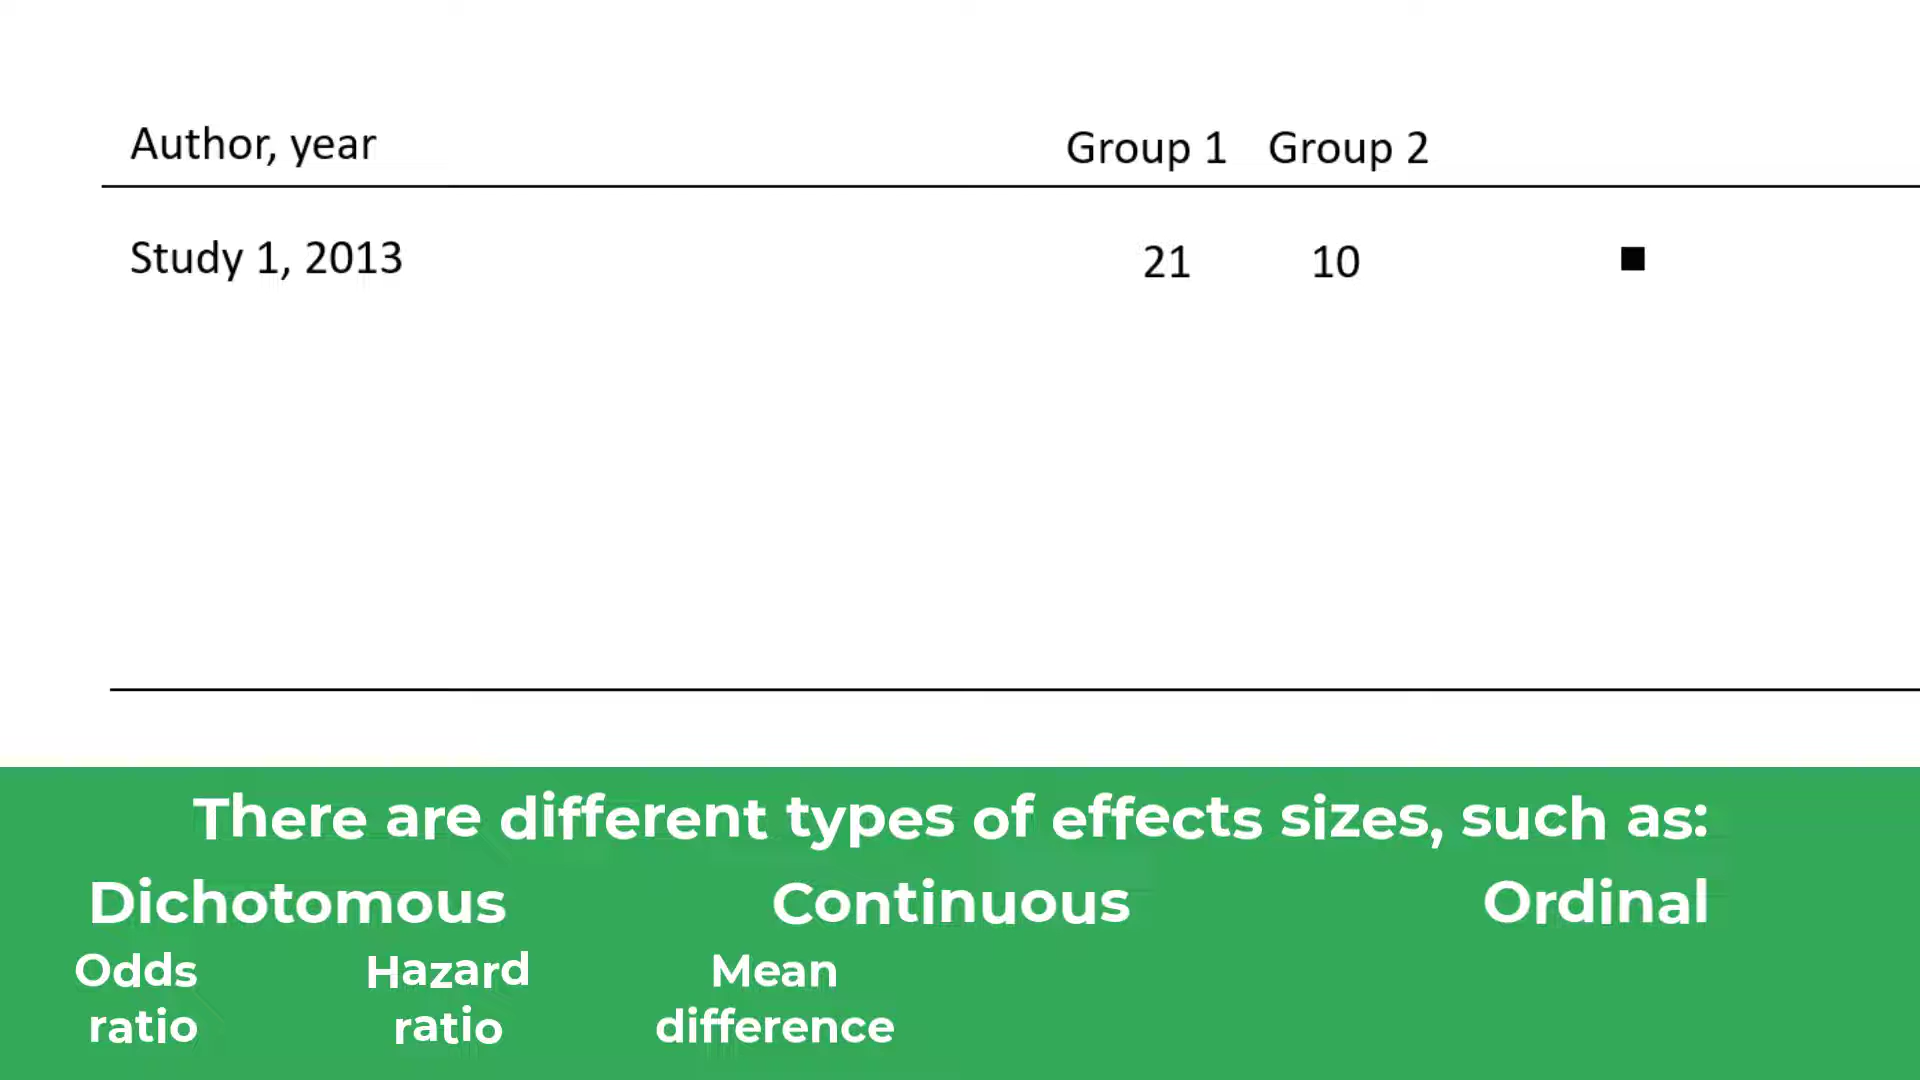 Author, year Group 1 Group 2
Study 1, 2013 21 10
There are different types of effects sizes, such as:
Dichotomous Continuous Ordinal
Odds Hazard Mean
ratio ratio difference